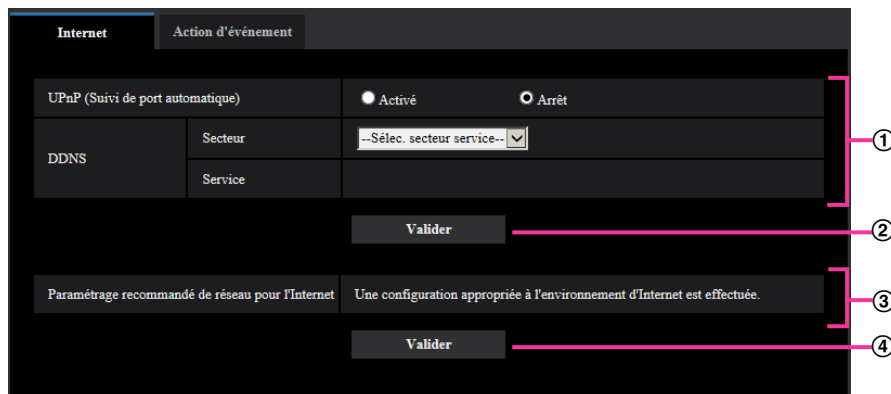 Internet
Action d'événement
UPnP (Suivi de port automatique)
Activé
Arrêt
①
DDNS
Secteur
--Sélec. secteur service--
Service
Valider
②
Paramétrage recommandé de réseau pour l'Internet
Une configuration appropriée à l'environnement d'Internet est effectuée.
③
Valider
④